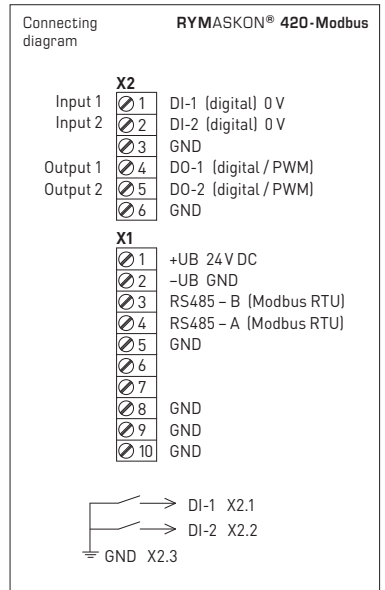 Connecting diagram RYMASKON® 420-Modbus
X2
Input 1 1 DI-1 (digital) 0 V
Input 2 2 DI-2 (digital) 0 V
3 GND
Output 1 4 DO-1 (digital / PWM)
Output 2 5 DO-2 (digital / PWM)
6 GND
X1
1 +UB 24 V DC
2 –UB GND
3 RS485 – B (Modbus RTU)
4 RS485 – A (Modbus RTU)
5 GND
6
7
8 GND
9 GND
10 GND
DI-1 X2.1
DI-2 X2.2
GND X2.3